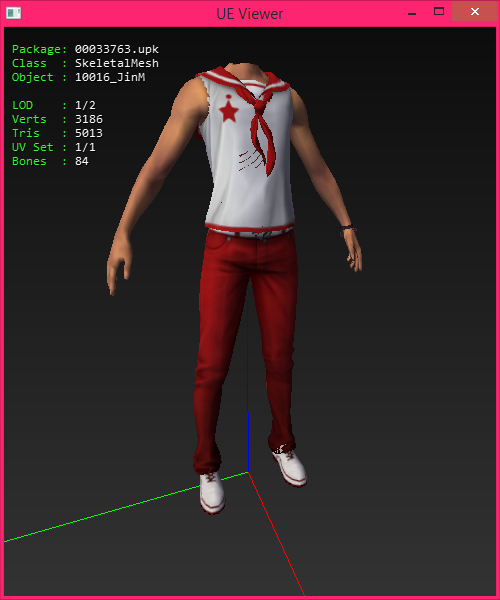 UE Viewer
Package: 00033763.upk
Class : SkeletalMesh
Object : 10016_JinM
LOD : 1/2
Verts : 3186
Tris : 5013
UV Set : 1/1
Bones : 84